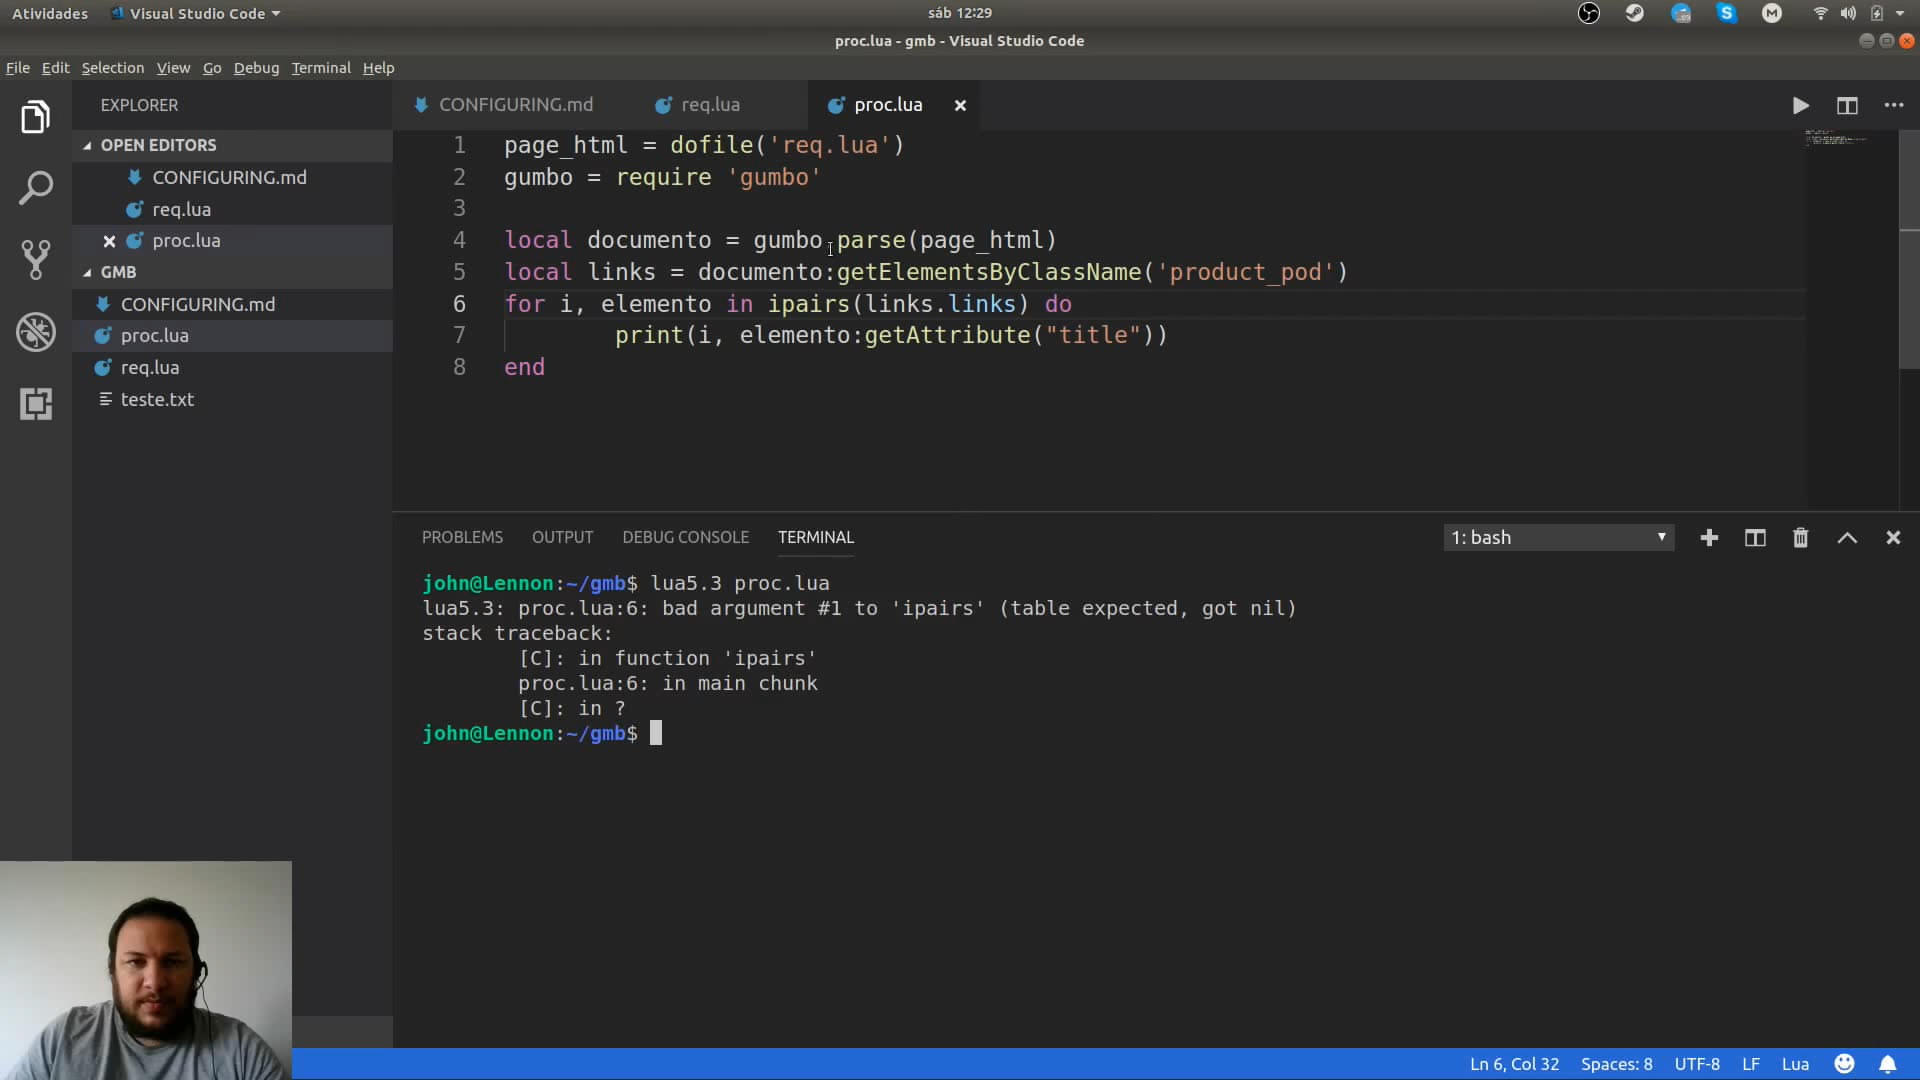 Atividades Visual Studio Code sáb 12:29
proc.lua - gmb - Visual Studio Code
File Edit Selection View Go Debug Terminal Help
EXPLORER CONFIGURING.md req.lua proc.lua
OPEN EDITORS
CONFIGURING.md
req.lua
proc.lua
GMB
CONFIGURING.md
proc.lua
req.lua
teste.txt
1 page_html = dofile('req.lua')
2 gumbo = require 'gumbo'
3
4 local documento = gumbo.parse(page_html)
5 local links = documento:getElementsByClassName('product_pod')
6 for i, elemento in ipairs(links.links) do
7 print(i, elemento:getAttribute("title"))
8 end
PROBLEMS OUTPUT DEBUG CONSOLE TERMINAL 1: bash
john@Lennon:~/gmb$ lua5.3 proc.lua
lua5.3: proc.lua:6: bad argument #1 to 'ipairs' (table expected, got nil)
stack traceback:
[C]: in function 'ipairs'
proc.lua:6: in main chunk
[C]: in ?
john@Lennon:~/gmb$
Ln 6, Col 32 Spaces: 8 UTF-8 LF Lua